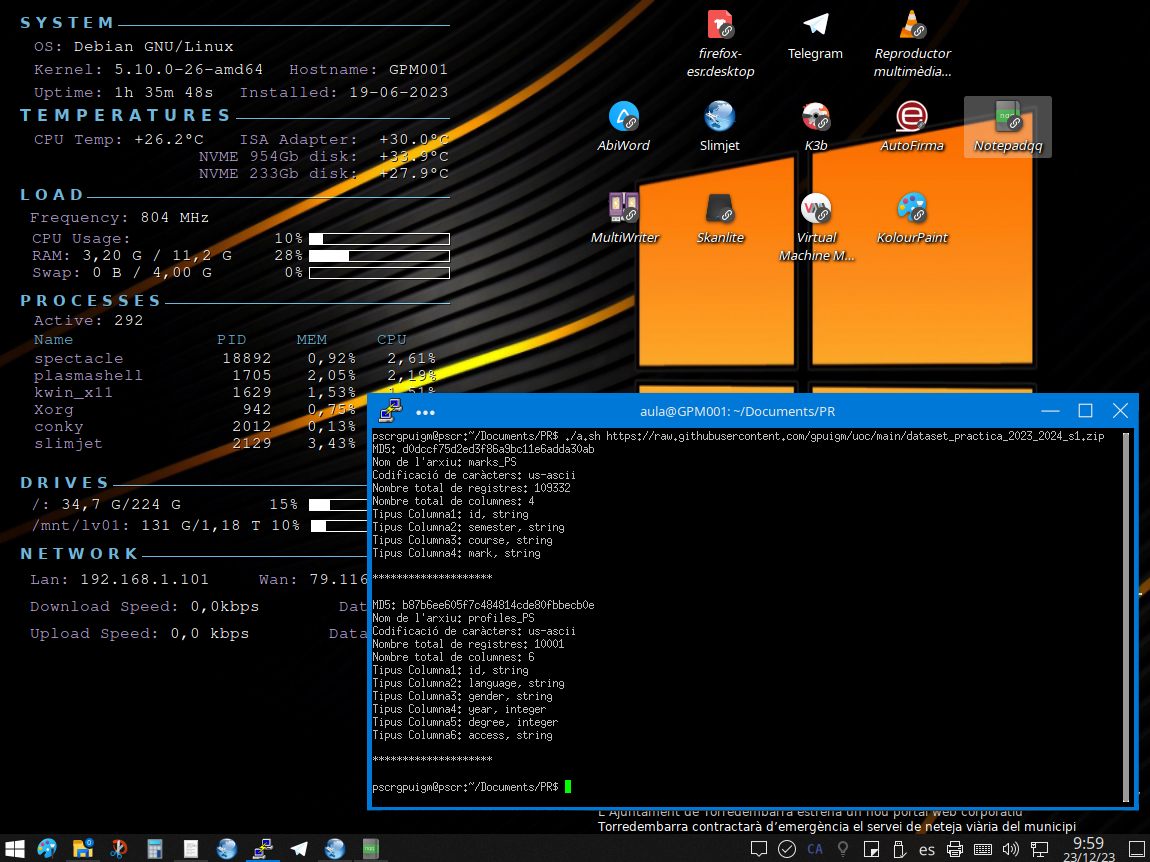 SYSTEM
OS: Debian GNU/Linux
Kernel: 5.10.0-26-amd64 Hostname: GPM001
Uptime: 1h 35m 48s Installed: 19-06-2023
TEMPERATURES
CPU Temp: +26.2°C ISA Adapter: +30.0°C
NVME 954Gb disk: +33.9°C
NVME 233Gb disk: +27.9°C
LOAD
Frequency: 804 MHz
CPU Usage: 10%
RAM: 3,20 G / 11,2 G 28%
Swap: 0 B / 4,00 G 0%
PROCESSES
Active: 292
Name PID MEM CPU
spectacle 18892 0,92% 2,61%
plasmashell 1705 2,05% 2,19%
kwin_x11 1629 1,53% 1,51%
Xorg 942 0,75%
conky 2012 0,13%
slimjet 2129 3,43%
DRIVES
/: 34,7 G/224 G 15%
/mnt/lv01: 131 G/1,18 T 10%
NETWORK
Lan: 192.168.1.101 Wan: 79.116
Download Speed: 0,0kbps Dat
Upload Speed: 0,0 kbps Data
firefox-
esr.desktop
Telegram
Reproductor
multimèdia...
AbiWord
Slimjet
K3b
AutoFirma
Notepadqq
MultiWriter
Skanlite
Virtual
Machine M...
KolourPaint
aula@GPM001: ~/Documents/PR
pscrgpuigm@pscr:~/Documents/PR$ ./a.sh https://raw.githubusercontent.com/gpuigm/uoc/main/dataset_practica_2023_2024_s1.zip
MD5: d0dccf75d2ed3f86a9bc11e6adda30ab
Nom de l'arxiu: marks_PS
Codificació de caràcters: us-ascii
Nombre total de registres: 109332
Nombre total de columnes: 4
Tipus Columna1: id, string
Tipus Columna2: semester, string
Tipus Columna3: course, string
Tipus Columna4: mark, string
********************
MD5: b87b6ee605f7c484814cde80fbbecb0e
Nom de l'arxiu: profiles_PS
Codificació de caràcters: us-ascii
Nombre total de registres: 10001
Nombre total de columnes: 6
Tipus Columna1: id, string
Tipus Columna2: language, string
Tipus Columna3: gender, string
Tipus Columna4: year, integer
Tipus Columna5: degree, integer
Tipus Columna6: access, string
********************
pscrgpuigm@pscr:~/Documents/PR$
L'Ajuntament de Torredembarra estrena un nou portal web corporatiu
Torredembarra contractarà d'emergència el servei de neteja viària del municipi
CA
es
9:59
23/12/23